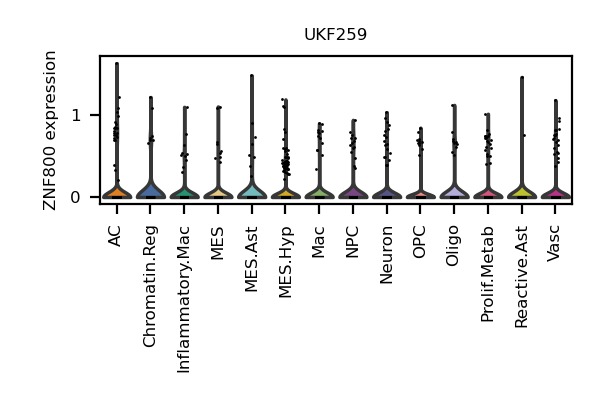 UKF259
ZNF800 expression
1
0
AC
Chromatin.Reg
Inflammatory.Mac
MES
MES.Ast
MES.Hyp
Mac
NPC
Neuron
OPC
Oligo
Prolif.Metab
Reactive.Ast
Vasc